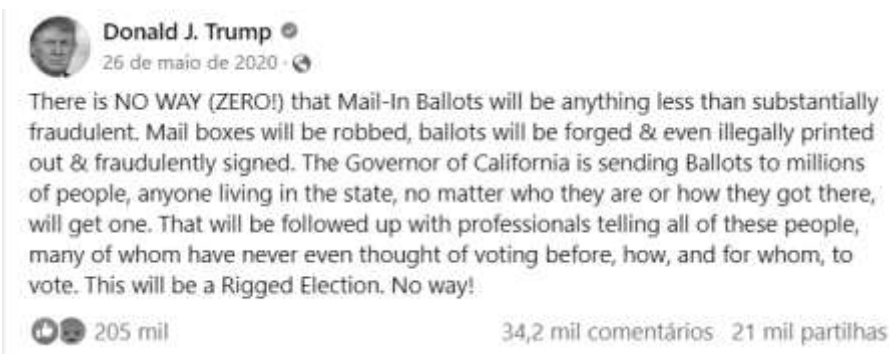 Donald J. Trump
26 de maio de 2020 ·
There is NO WAY (ZERO!) that Mail-In Ballots will be anything less than substantially
fraudulent. Mail boxes will be robbed, ballots will be forged & even illegally printed
out & fraudulently signed. The Governor of California is sending Ballots to millions
of people, anyone living in the state, no matter who they are or how they got there,
will get one. That will be followed up with professionals telling all of these people,
many of whom have never even thought of voting before, how, and for whom, to
vote. This will be a Rigged Election. No way!
205 mil 34,2 mil comentários 21 mil partilhas